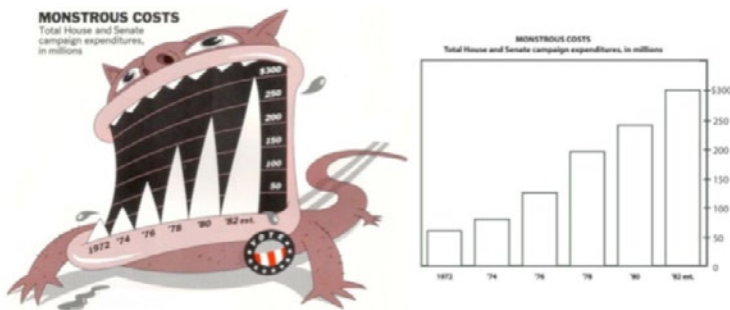 MONSTROUS COSTS
Total House and Senate
campaign expenditures,
in millions
$300
250
200
150
100
50
1972 '74 '76 '78 '80 '82 est.
VOTE
MONSTROUS COSTS
Total House and Senate campaign expenditures, in millions
$300
250
200
150
100
50
0
1972 '74 '76 '78 '80 '82 est.